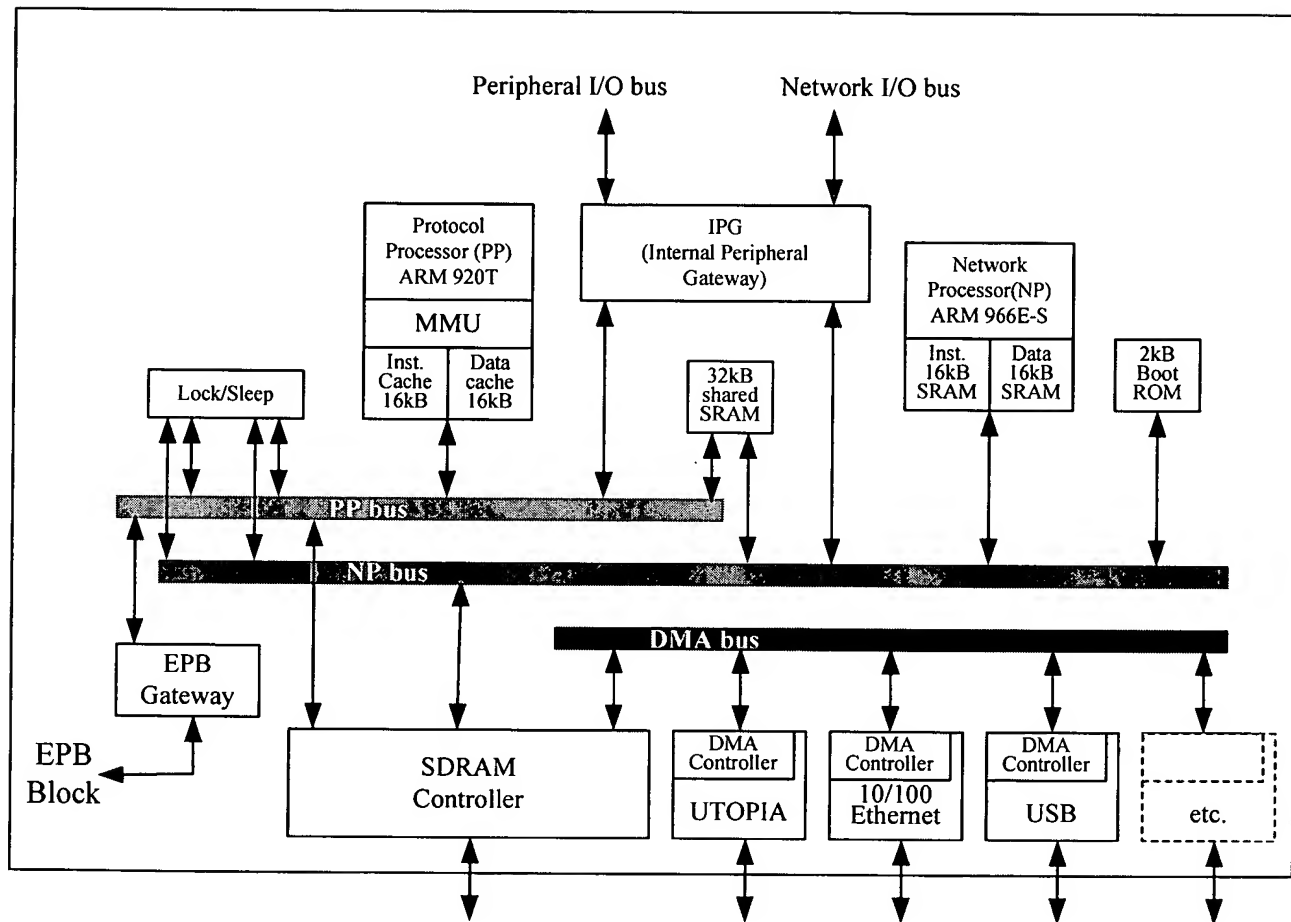 Peripheral I/O bus
Network I/O bus
Protocol
Processor (PP)
ARM 920T
MMU
Inst.
Cache
16kB
Data
cache
16kB
IPG
(Internal Peripheral
Gateway)
Network
Processor(NP)
ARM 966E-S
Inst.
16kB
SRAM
Data
16kB
SRAM
Lock/Sleep
32kB
shared
SRAM
2kB
Boot
ROM
PP bus
NP bus
DMA bus
EPB
Gateway
EPB
Block
SDRAM
Controller
DMA
Controller
UTOPIA
DMA
Controller
10/100
Ethernet
DMA
Controller
USB
etc.